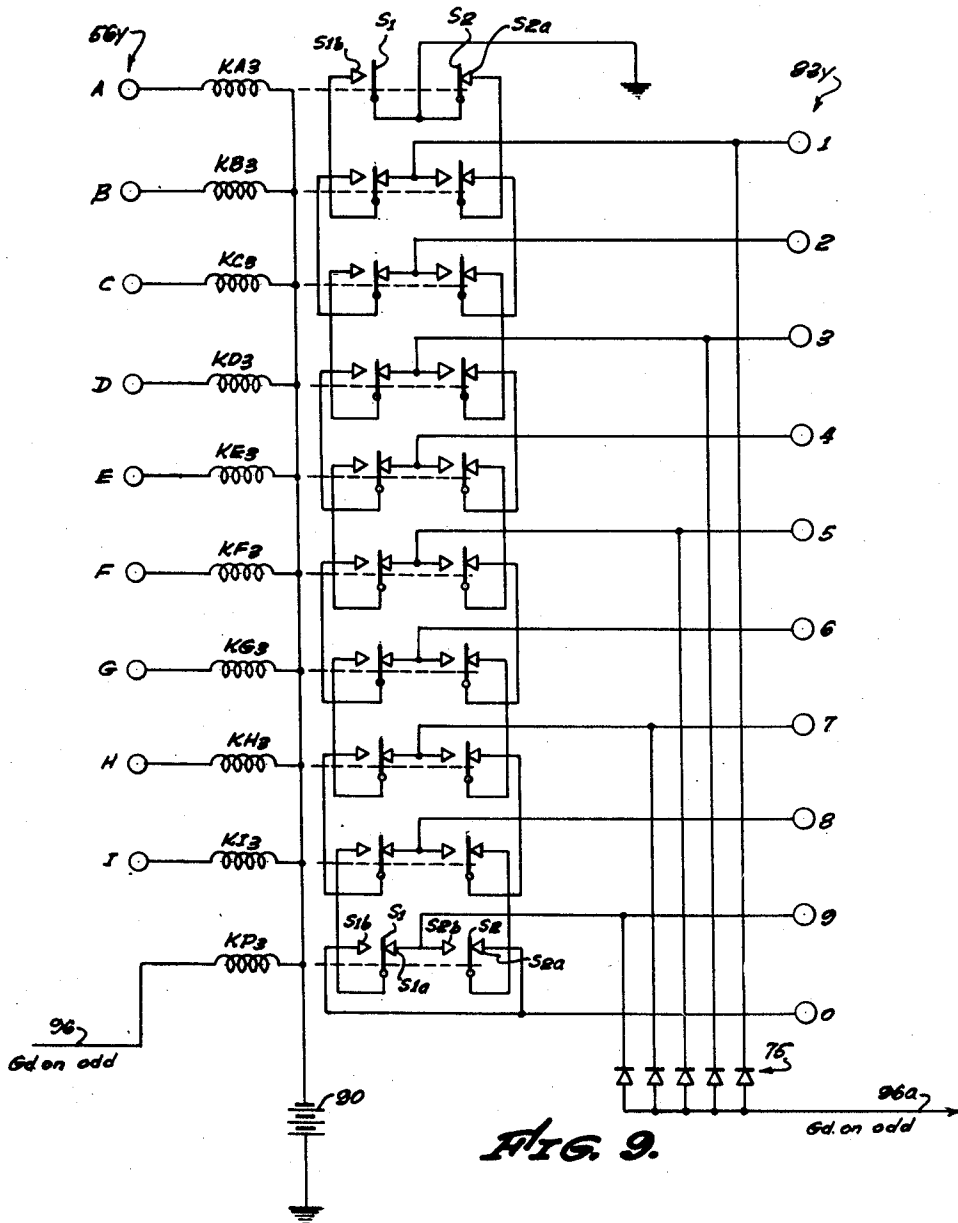 56y
S1b
S1
S2
S2a
83y
A
KA3
1
B
KB3
2
C
KC3
3
D
KD3
4
E
KE3
5
F
KF3
6
G
KG3
7
H
KH3
8
I
KI3
S1b
S1
S2b
S2
9
KP3
S1a
S2a
0
96
Gd. on odd
75
90
96a
Gd. on odd
FIG. 9.